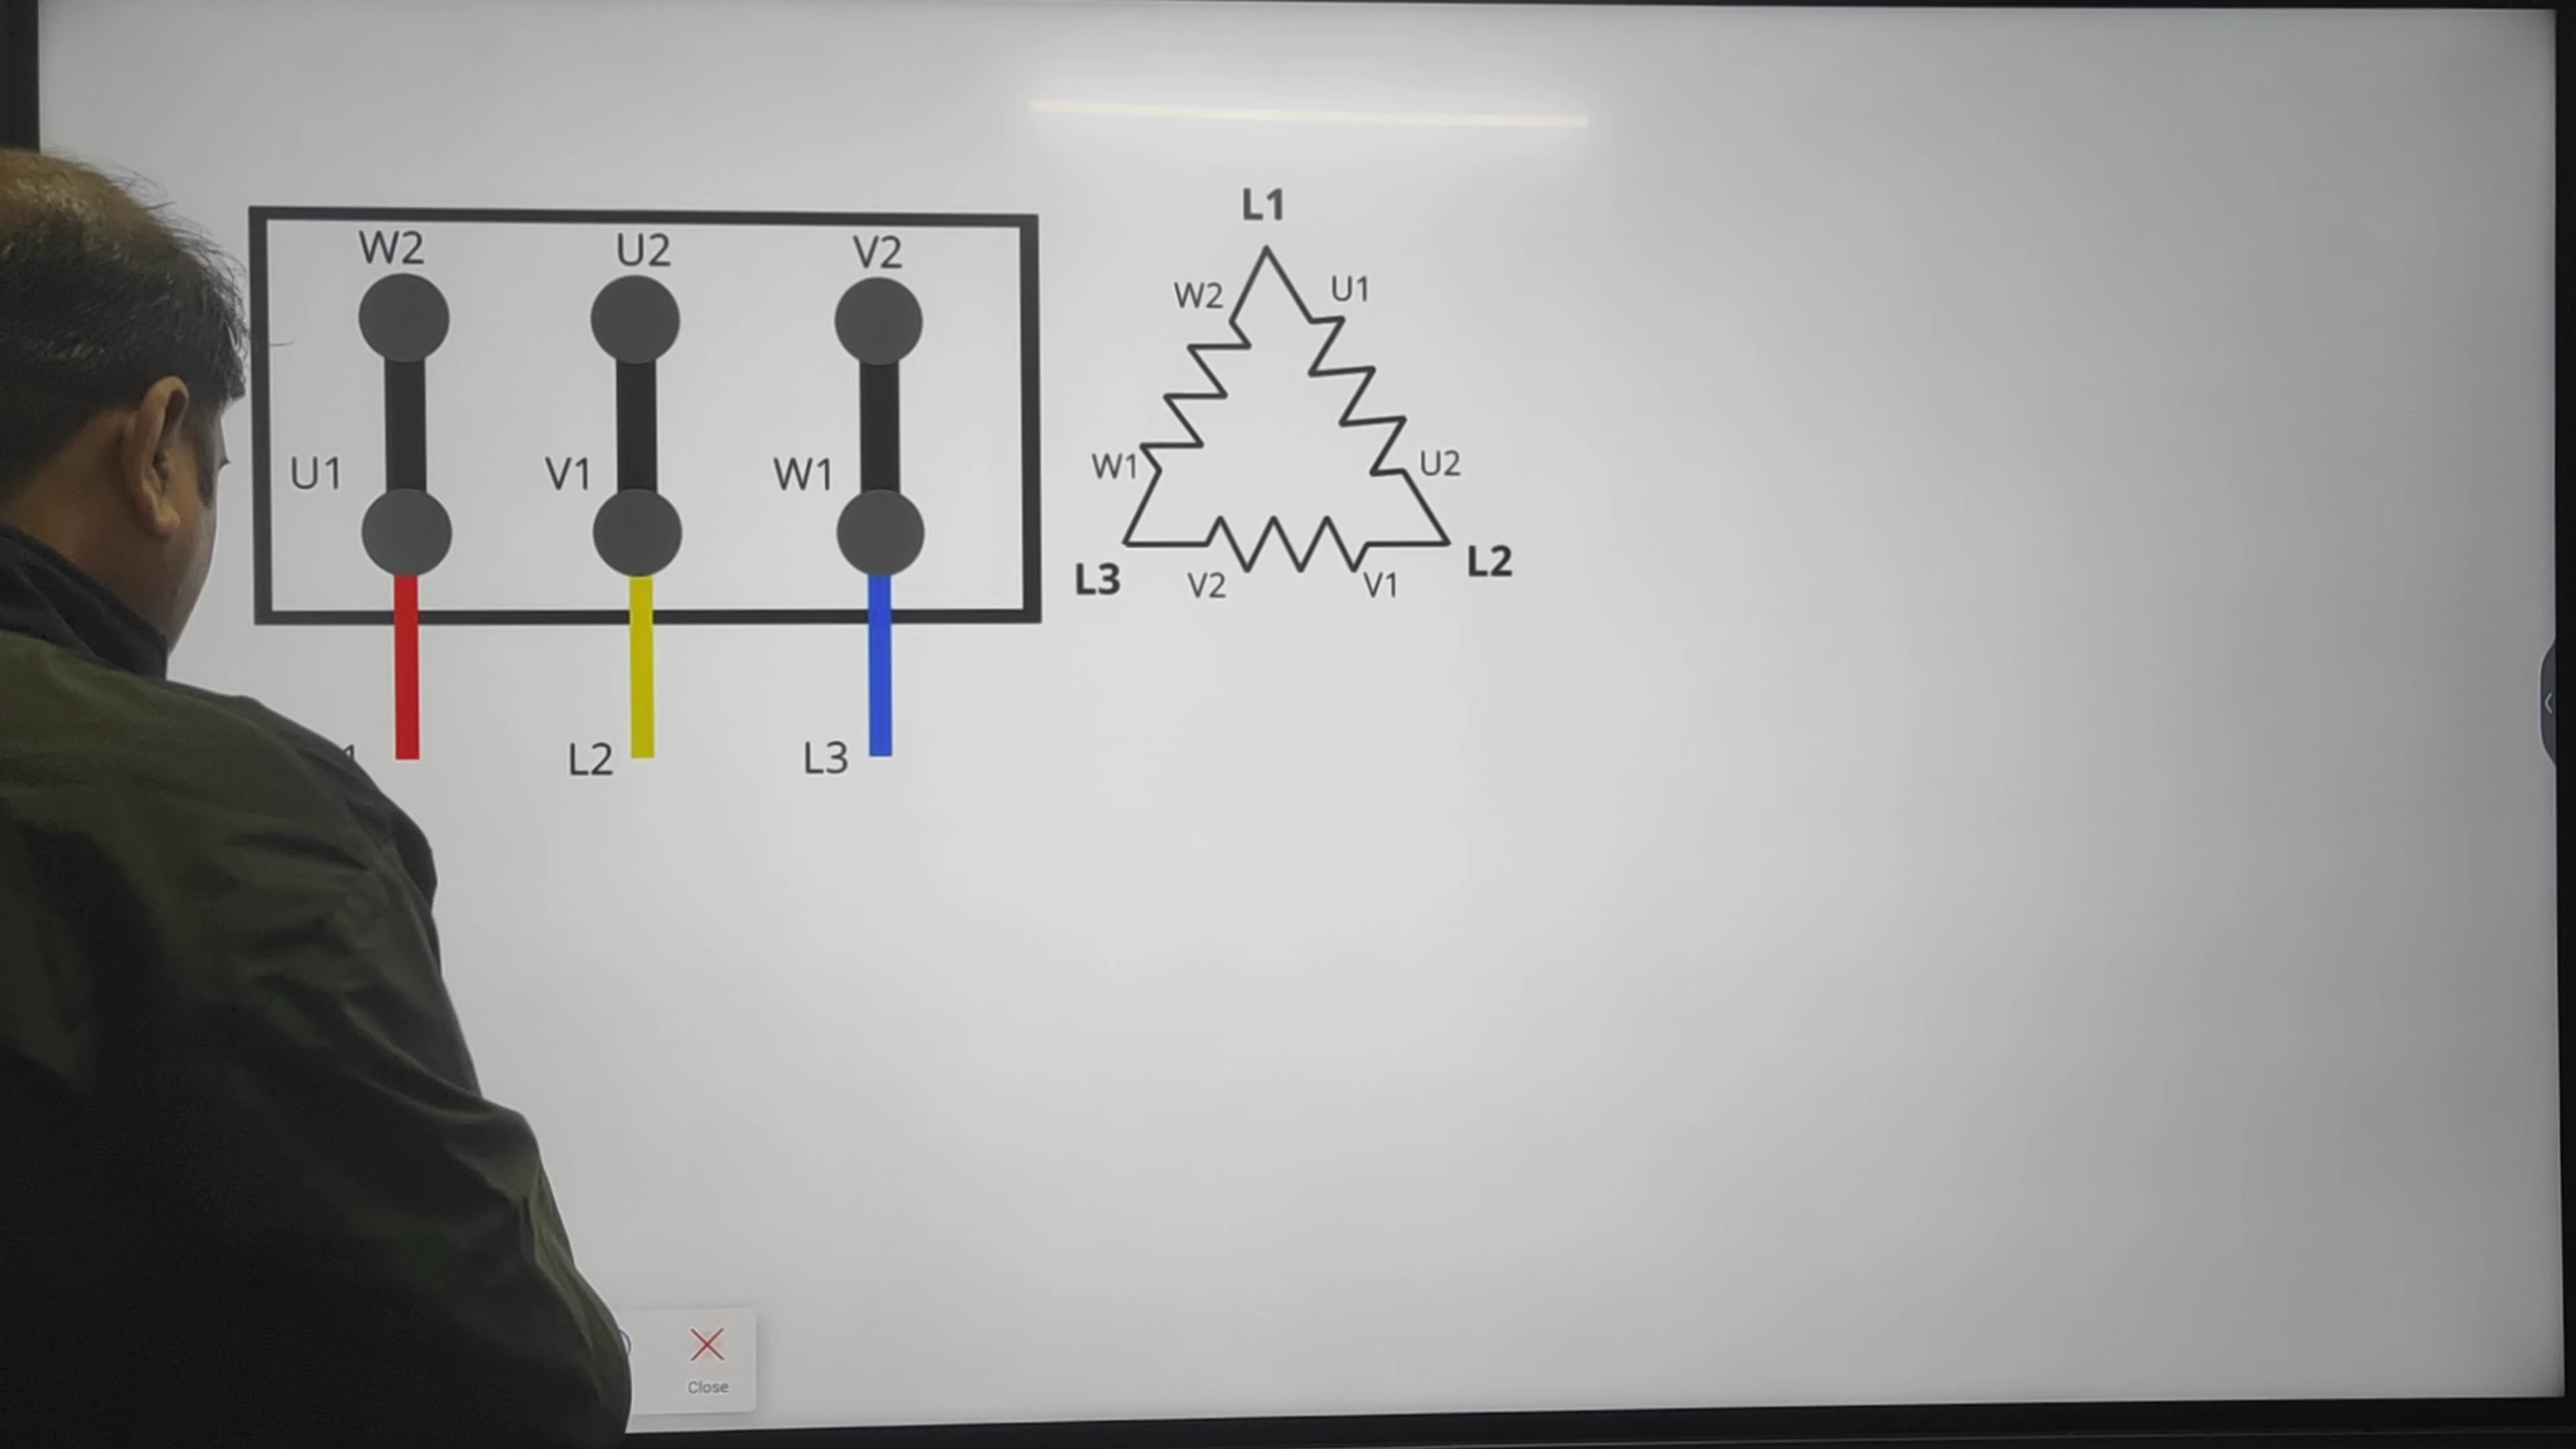 W2 U2 V2
U1 V1 W1
L2 L3
L1
W2 U1
W1 U2
L3 V2 V1 L2
Close